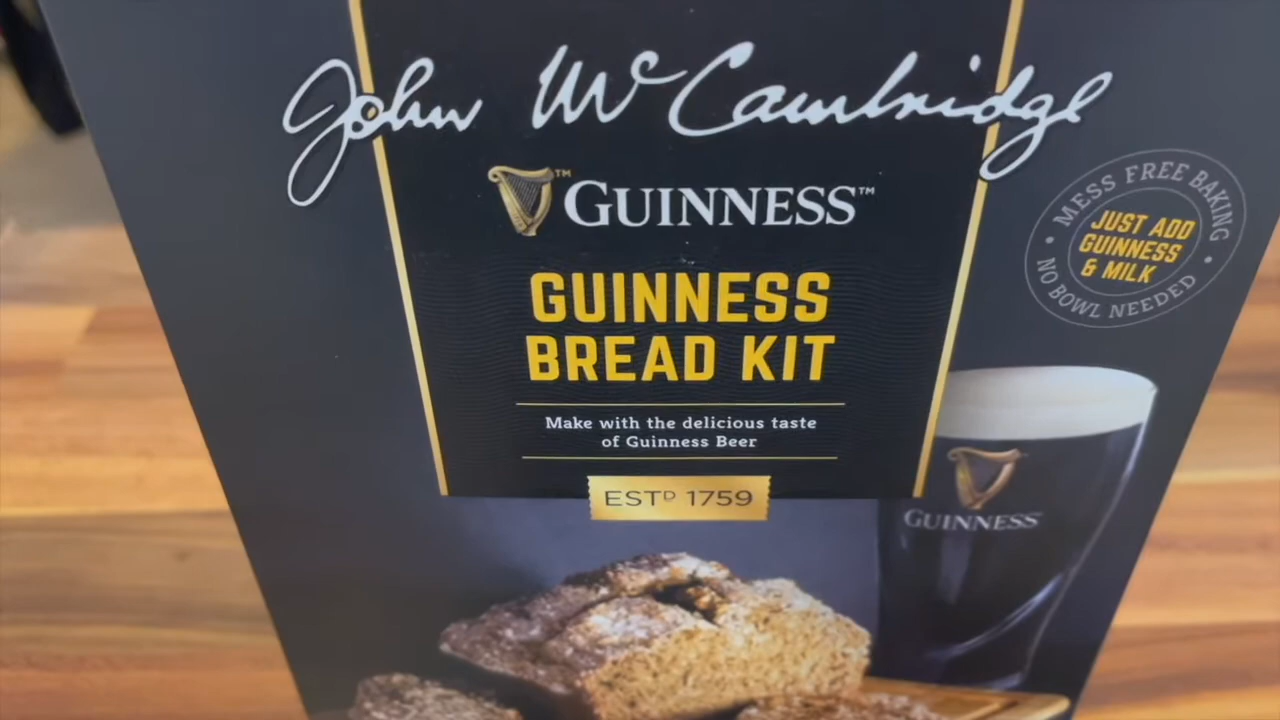 John McCambridge
GUINNESS™
GUINNESS
BREAD KIT
Make with the delicious taste
of Guinness Beer
ESTD 1759
MESS FREE BAKING
JUST ADD
GUINNESS
& MILK
NO BOWL NEEDED
GUINNESS